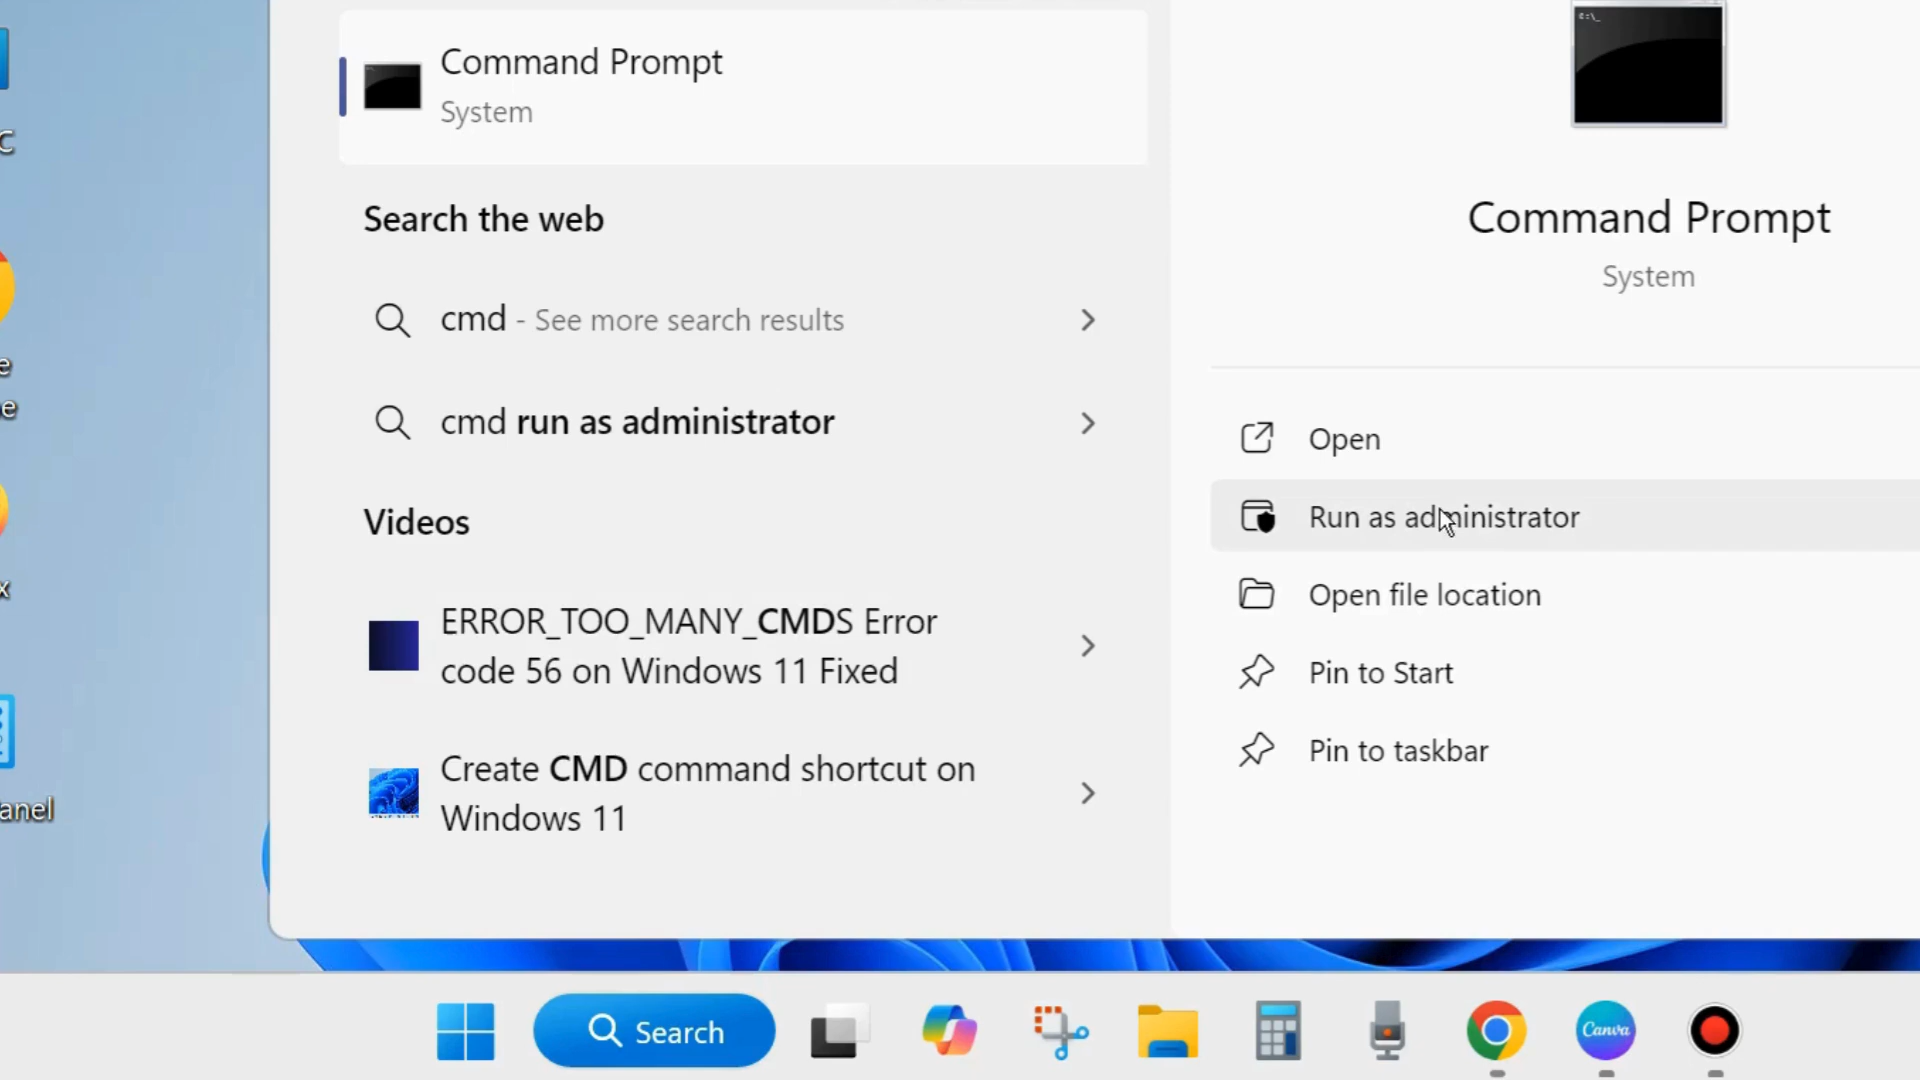 Command Prompt
System
Search the web
cmd - See more search results
cmd run as administrator
Videos
ERROR_TOO_MANY_CMDS Error
code 56 on Windows 11 Fixed
Create CMD command shortcut on
Windows 11
C:\_
Command Prompt
System
Open
Run as administrator
Open file location
Pin to Start
Pin to taskbar
C
e
e
x
anel
Search
Canva